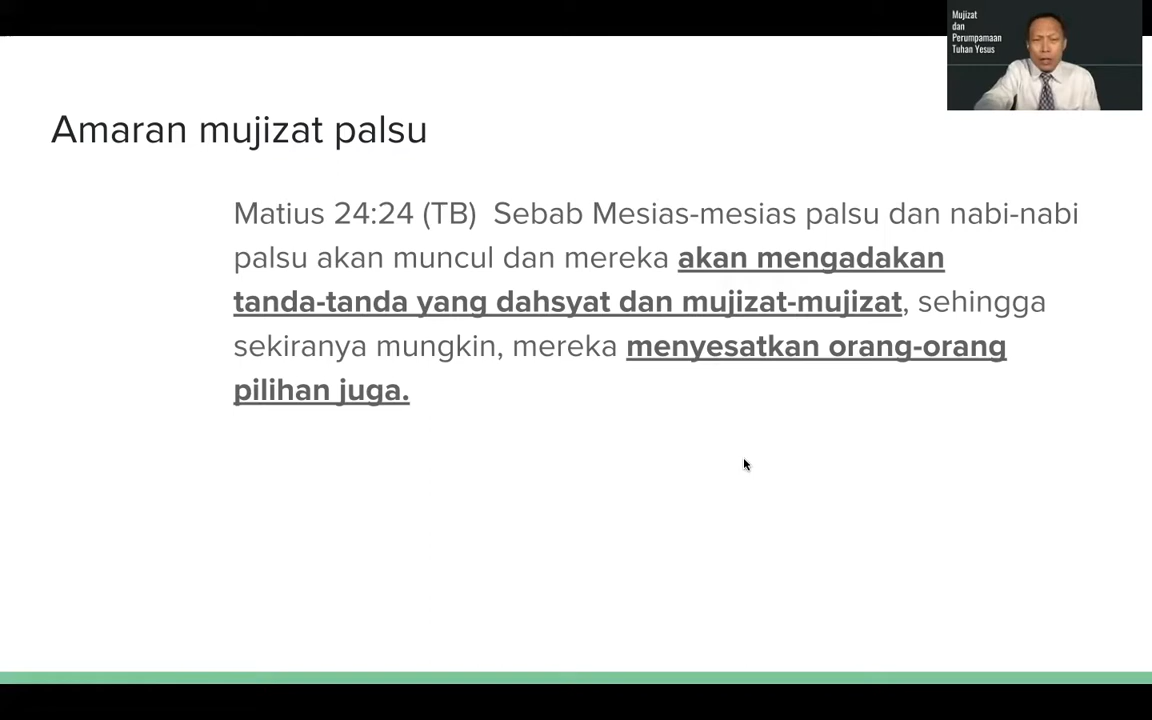 Mujizat
dan
Perumpamaan
Tuhan Yesus
Amaran mujizat palsu
Matius 24:24 (TB)  Sebab Mesias-mesias palsu dan nabi-nabi
palsu akan muncul dan mereka akan mengadakan
tanda-tanda yang dahsyat dan mujizat-mujizat, sehingga
sekiranya mungkin, mereka menyesatkan orang-orang
pilihan juga.